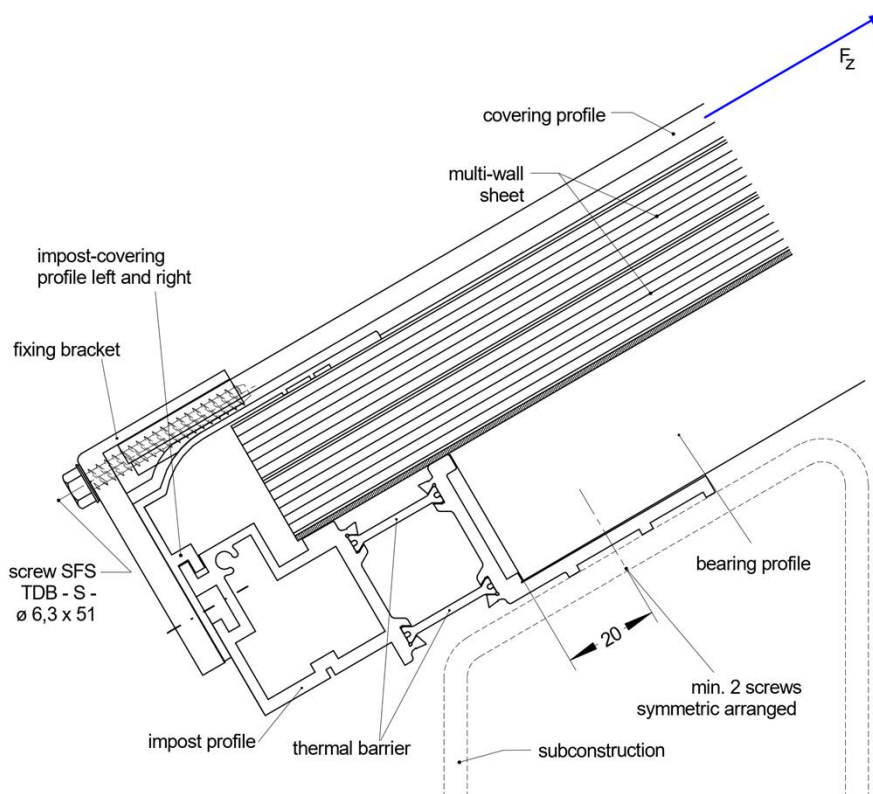 F_z
covering profile
multi-wall
sheet
impost-covering
profile left and right
fixing bracket
screw SFS
TDB - S -
ø 6,3 x 51
bearing profile
20
min. 2 screws
symmetric arranged
impost profile
thermal barrier
subconstruction